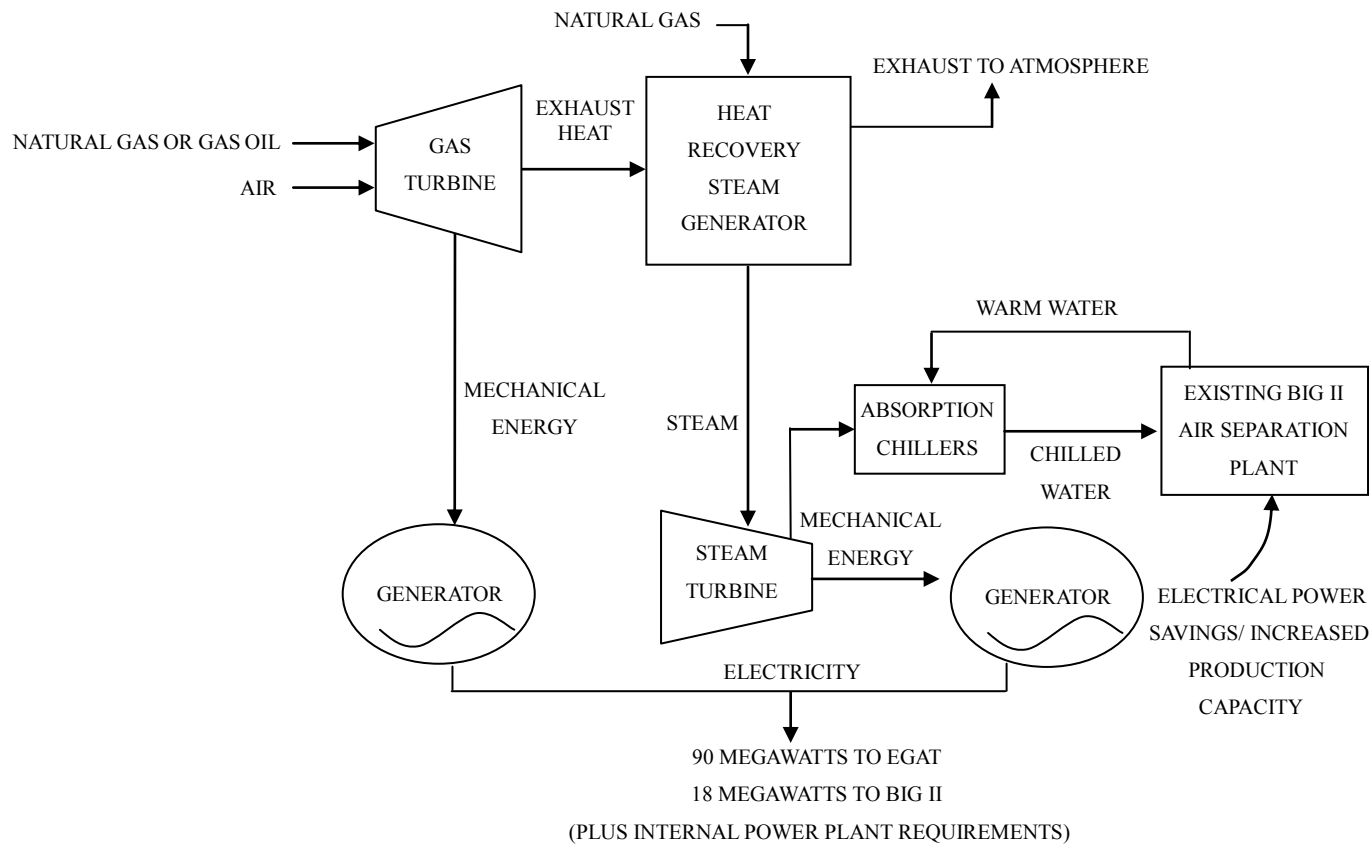 NATURAL GAS
EXHAUST TO ATMOSPHERE
NATURAL GAS OR GAS OIL
AIR
GAS
TURBINE
EXHAUST
HEAT
HEAT
RECOVERY
STEAM
GENERATOR
WARM WATER
MECHANICAL
ENERGY
STEAM
ABSORPTION
CHILLERS
CHILLED
WATER
EXISTING BIG II
AIR SEPARATION
PLANT
STEAM
TURBINE
MECHANICAL
ENERGY
GENERATOR
GENERATOR
ELECTRICAL POWER
SAVINGS/ INCREASED
PRODUCTION
CAPACITY
ELECTRICITY
90 MEGAWATTS TO EGAT
18 MEGAWATTS TO BIG II
(PLUS INTERNAL POWER PLANT REQUIREMENTS)